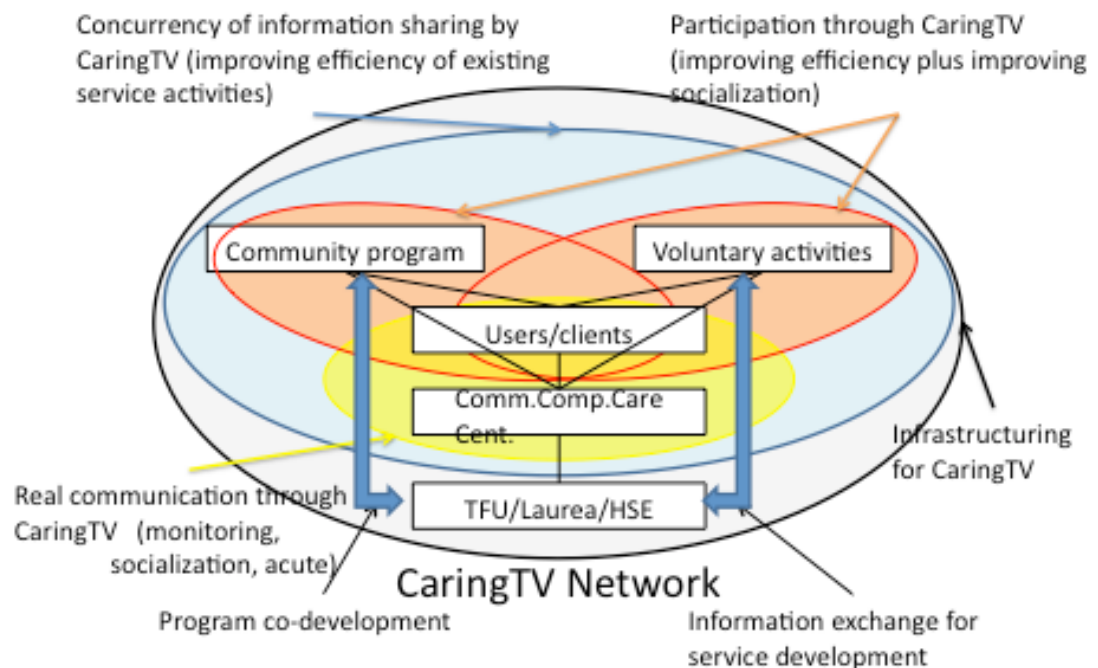 Concurrency of information sharing by
CaringTV (improving efficiency of existing
service activities)
Participation through CaringTV
(improving efficiency plus improving
socialization)
Community program
Voluntary activities
Users/clients
Comm.Comp.Care
Cent.
TFU/Laurea/HSE
Infrastructuring
for CaringTV
Real communication through
CaringTV (monitoring,
socialization, acute)
CaringTV Network
Program co-development
Information exchange for
service development